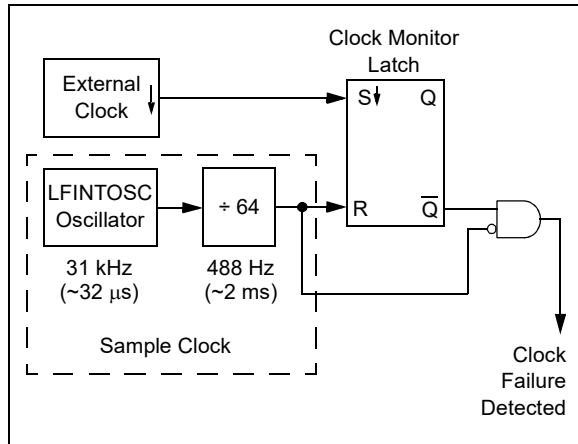 Clock Monitor
Latch
External
Clock
S
Q
LFINTOSC
Oscillator
÷ 64
R
Q̅
31 kHz
(~32 μs)
488 Hz
(~2 ms)
Sample Clock
Clock
Failure
Detected